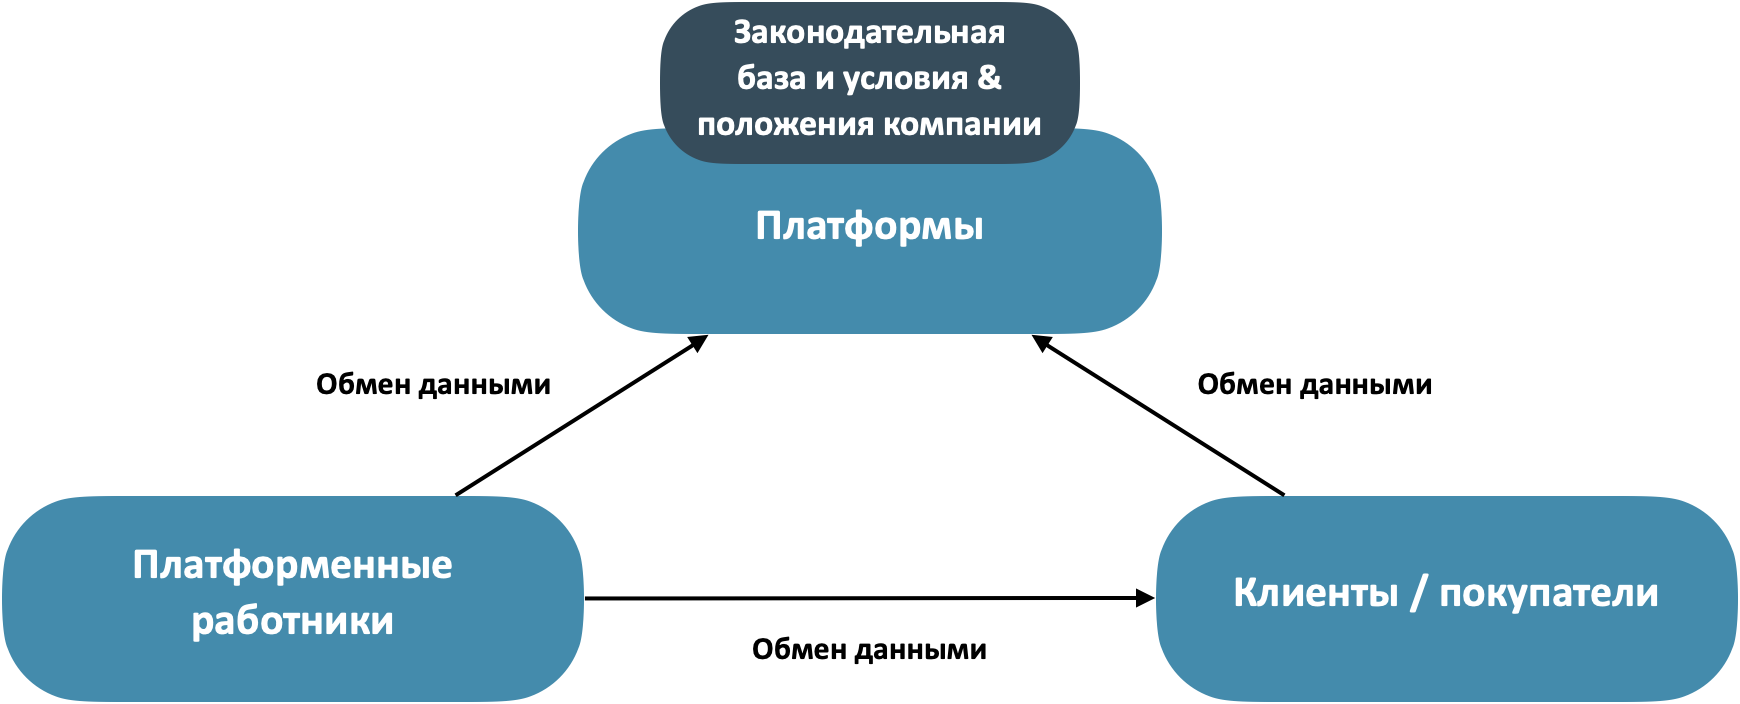 Законодательная
база и условия &
положения компании
Платформы
Обмен данными
Обмен данными
Платформенные
работники
Клиенты / покупатели
Обмен данными